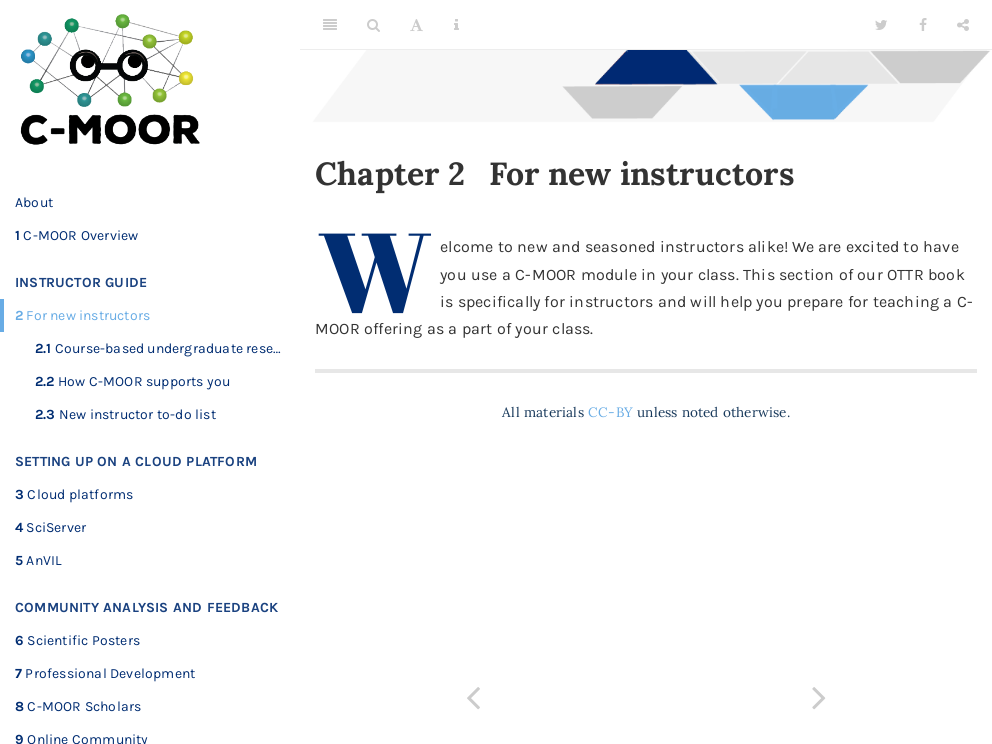 C-MOOR
About
1 C-MOOR Overview
INSTRUCTOR GUIDE
2 For new instructors
2.1 Course-based undergraduate rese…
2.2 How C-MOOR supports you
2.3 New instructor to-do list
SETTING UP ON A CLOUD PLATFORM
3 Cloud platforms
4 SciServer
5 AnVIL
COMMUNITY ANALYSIS AND FEEDBACK
6 Scientific Posters
7 Professional Development
8 C-MOOR Scholars
9 Online Community
Chapter 2 For new instructors
Welcome to new and seasoned instructors alike! We are excited to have
you use a C-MOOR module in your class. This section of our OTTR book
is specifically for instructors and will help you prepare for teaching a C-
MOOR offering as a part of your class.
All materials CC-BY unless noted otherwise.